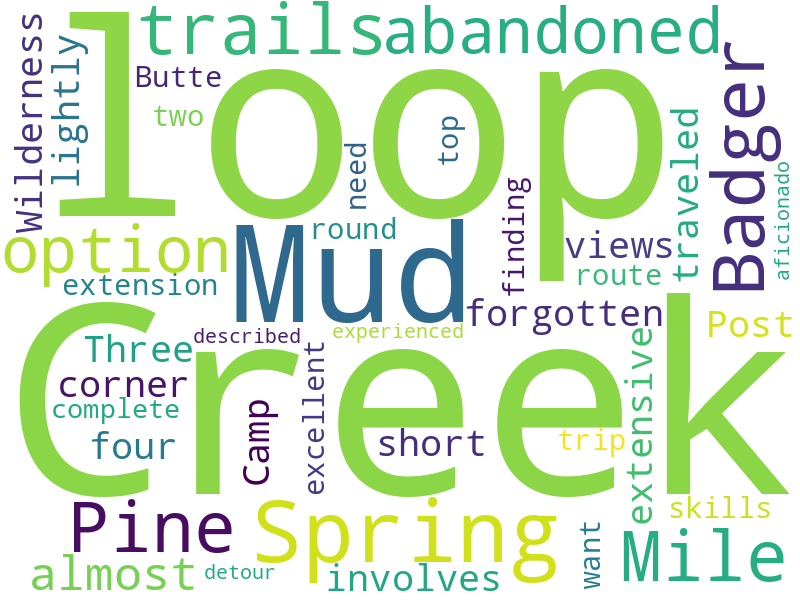 trails
abandoned
Wilderness
lightly
Butte
two
loop
top
need
Badger
traveled
aficionado
option
Mud
round
finding
views
route
extension
forgotten
described
experienced
Post
Three
corner
complete
four
Creek
Camp
excellent
short
trip
extensive
skills
Pine
Spring
want
Mile
almost
detour
involves